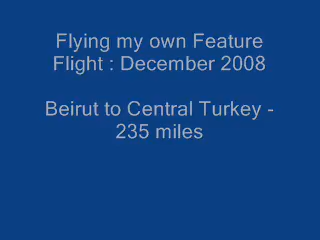 Flying my own Feature
Flight : December 2008
Beirut to Central Turkey -
235 miles